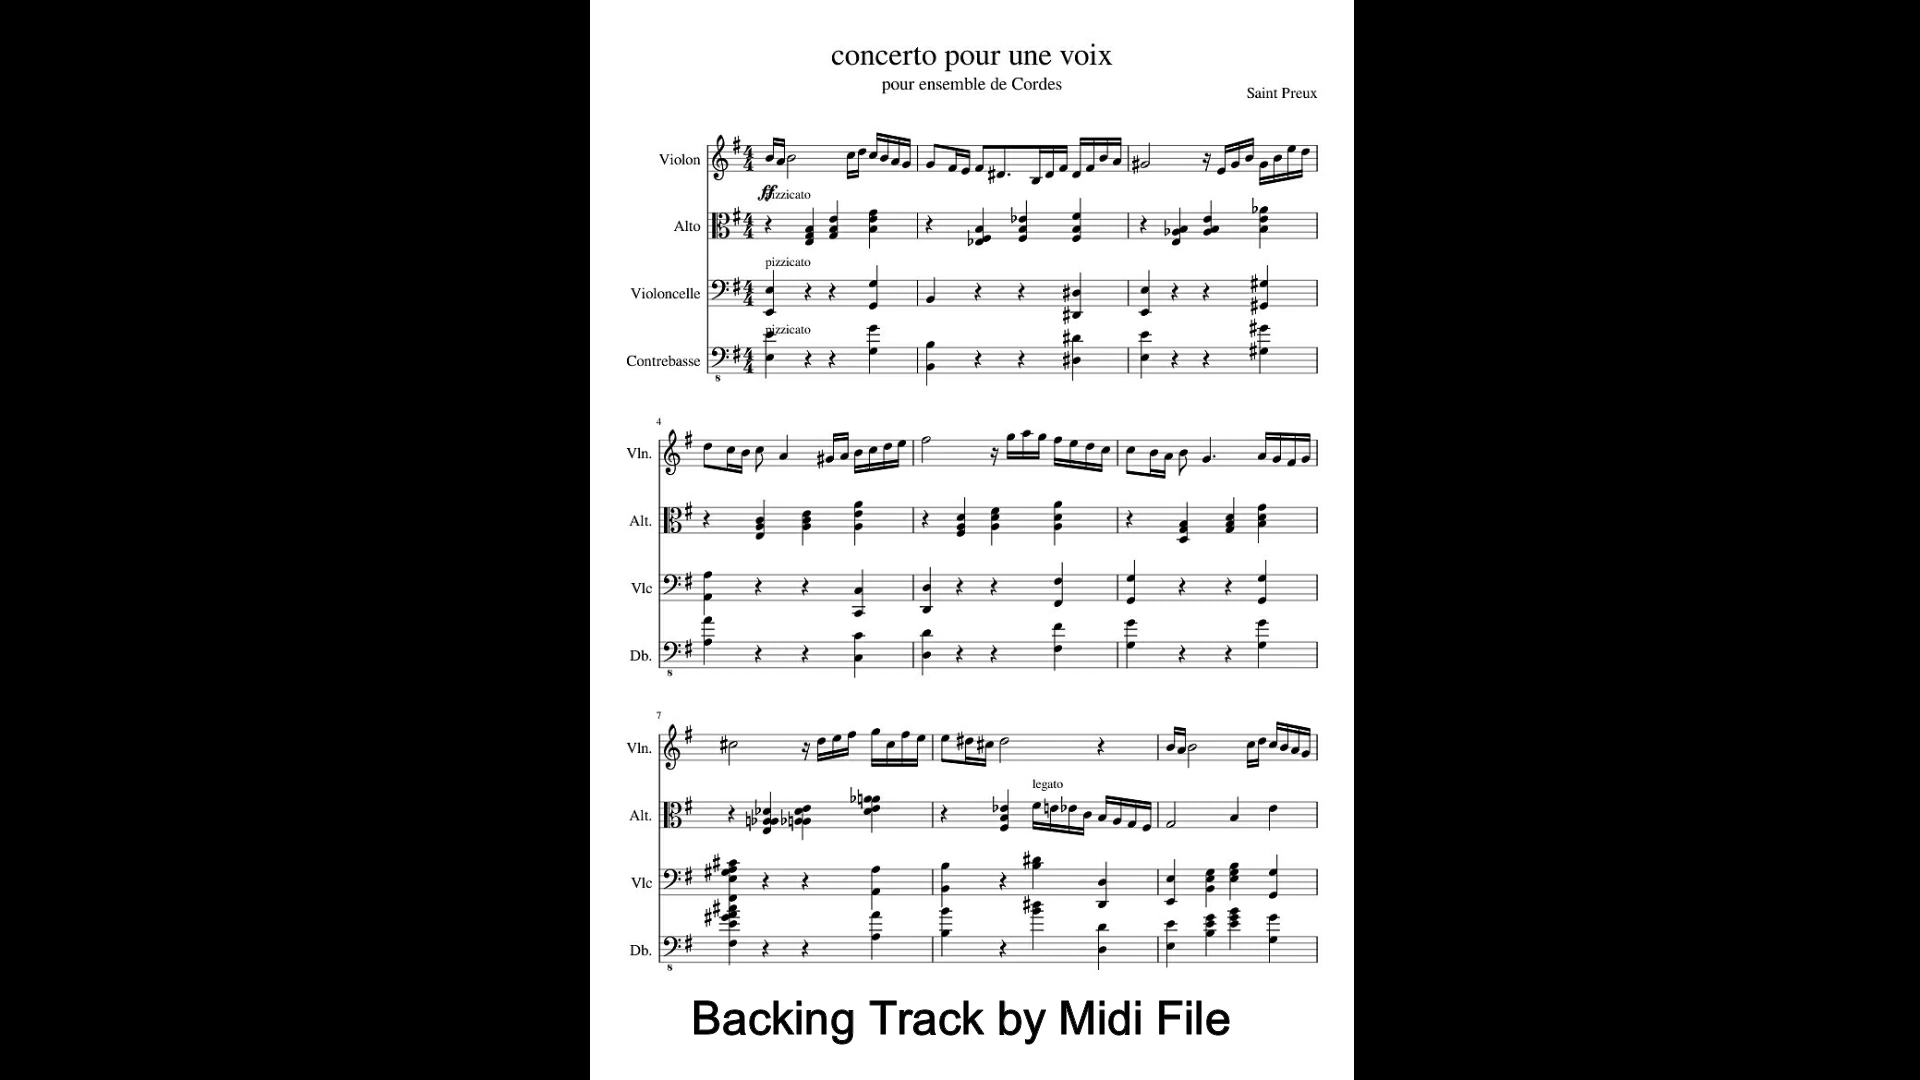 concerto pour une voix
pour ensemble de Cordes
Saint Preux
Violon
ff
pizzicato
Alto
pizzicato
Violoncelle
pizzicato
Contrebasse
8
4
Vln.
Alt.
Vlc
Db.
8
7
Vln.
legato
Alt.
Vlc
Db.
8
Backing Track by Midi File